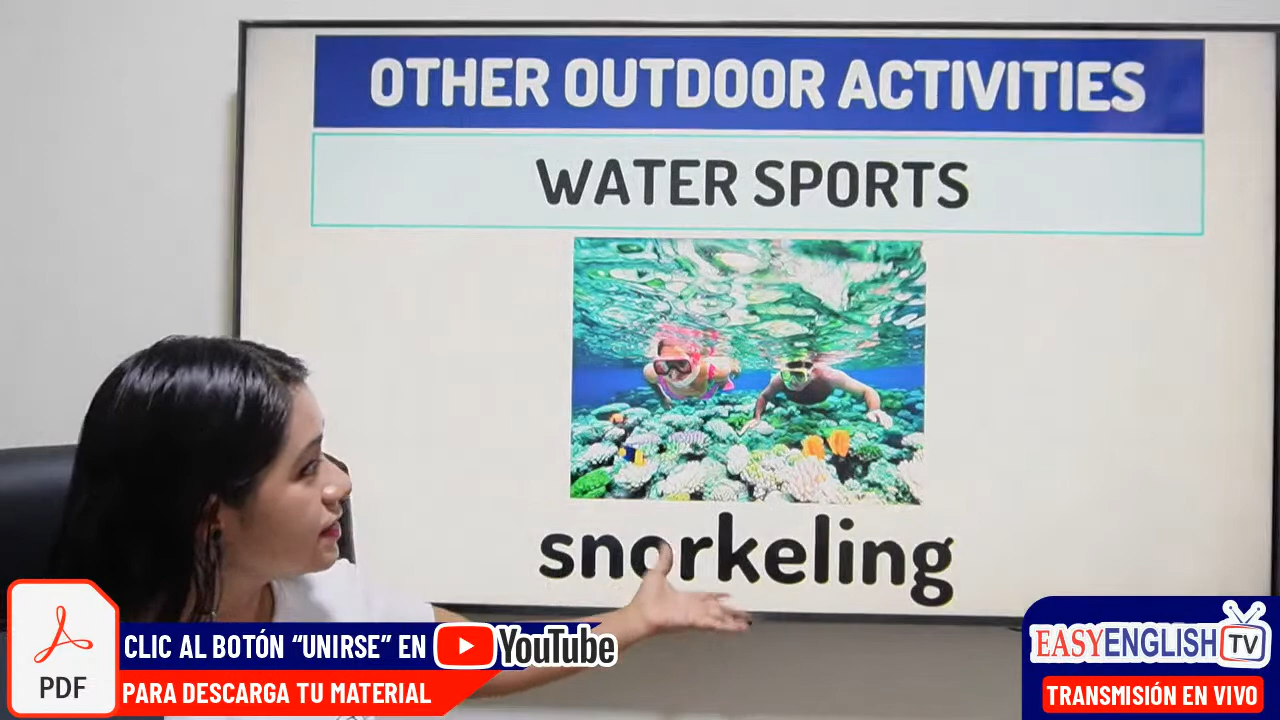 OTHER OUTDOOR ACTIVITIES
WATER SPORTS
snorkeling
PDF
CLIC AL BOTÓN “UNIRSE” EN YouTube
PARA DESCARGA TU MATERIAL
EASYENGLISH TV
TRANSMISIÓN EN VIVO